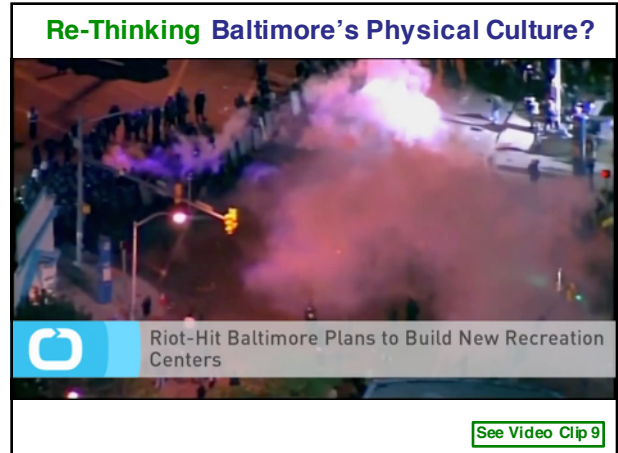 Re-Thinking Baltimore's Physical Culture?
Riot-Hit Baltimore Plans to Build New Recreation
Centers
See Video Clip 9